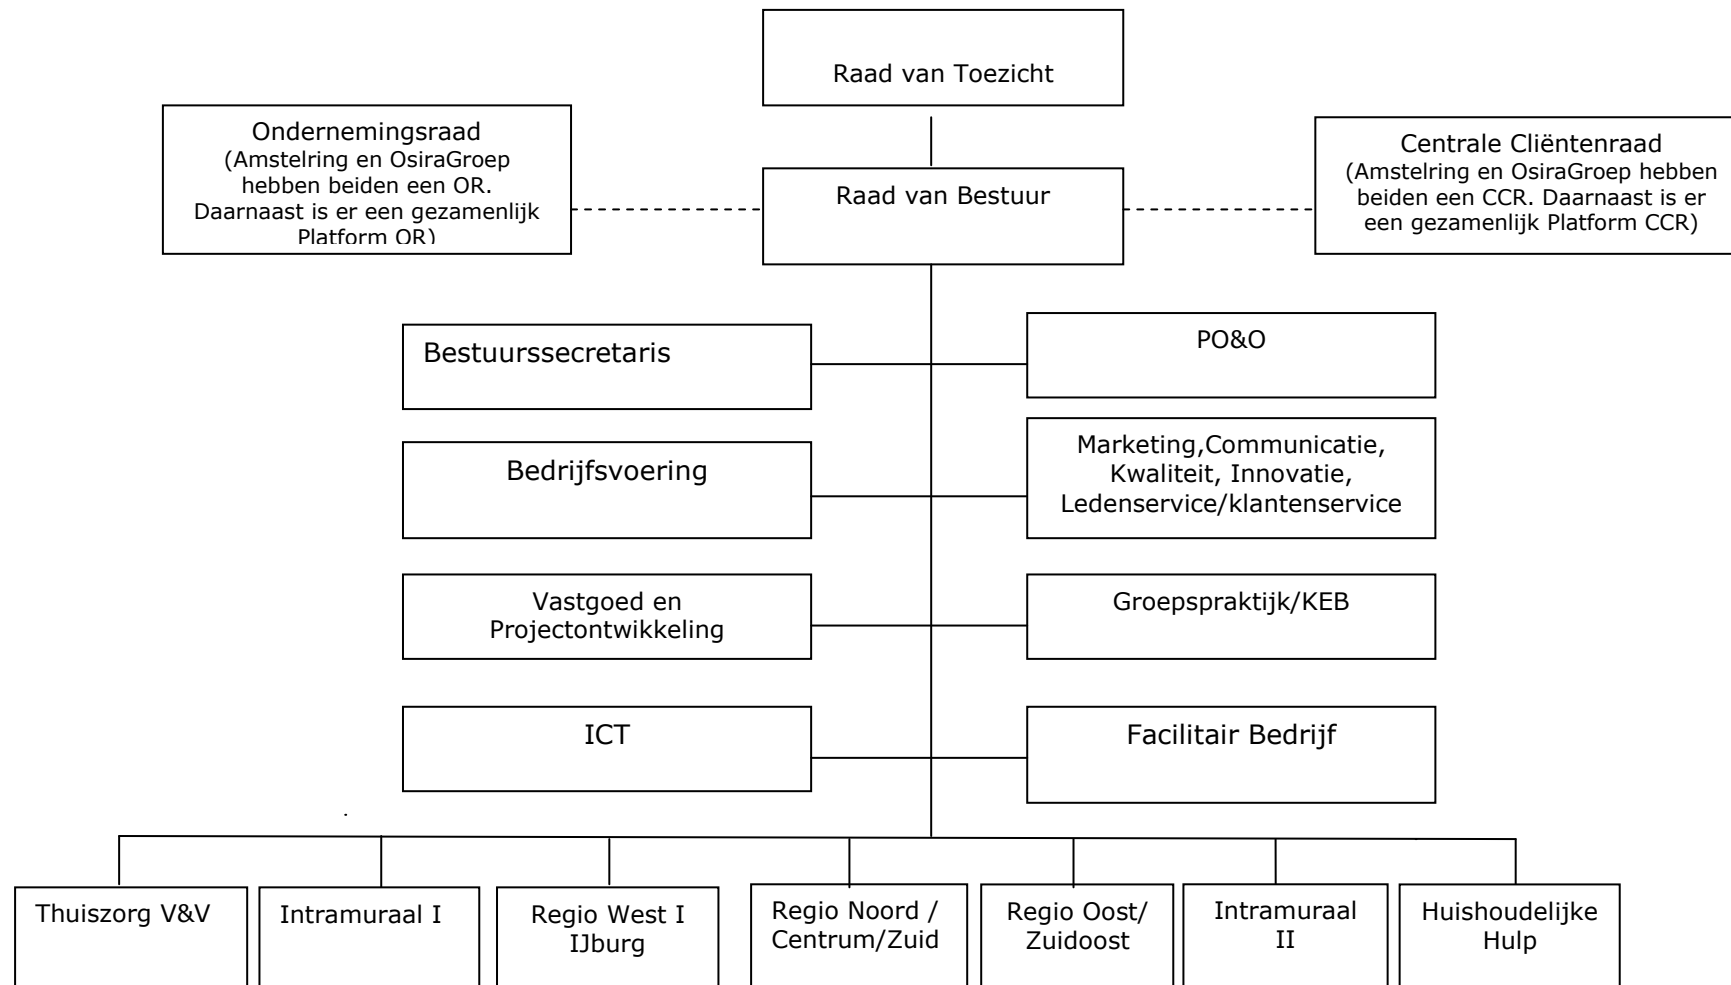 Raad van Toezicht
Ondernemingsraad
(Amstelring en OsiraGroep
hebben beiden een OR.
Daarnaast is er een gezamenlijk
Platform OR)
Raad van Bestuur
Centrale Cliëntenraad
(Amstelring en OsiraGroep hebben
beiden een CCR. Daarnaast is er
een gezamenlijk Platform CCR)
Bestuurssecretaris
PO&O
Bedrijfsvoering
Marketing,Communicatie,
Kwaliteit, Innovatie,
Ledenservice/klantenservice
Vastgoed en
Projectontwikkeling
Groepspraktijk/KEB
ICT
Facilitair Bedrijf
Thuiszorg V&V
Intramuraal I
Regio West I
IJburg
Regio Noord /
Centrum/Zuid
Regio Oost/
Zuidoost
Intramuraal
II
Huishoudelijke
Hulp